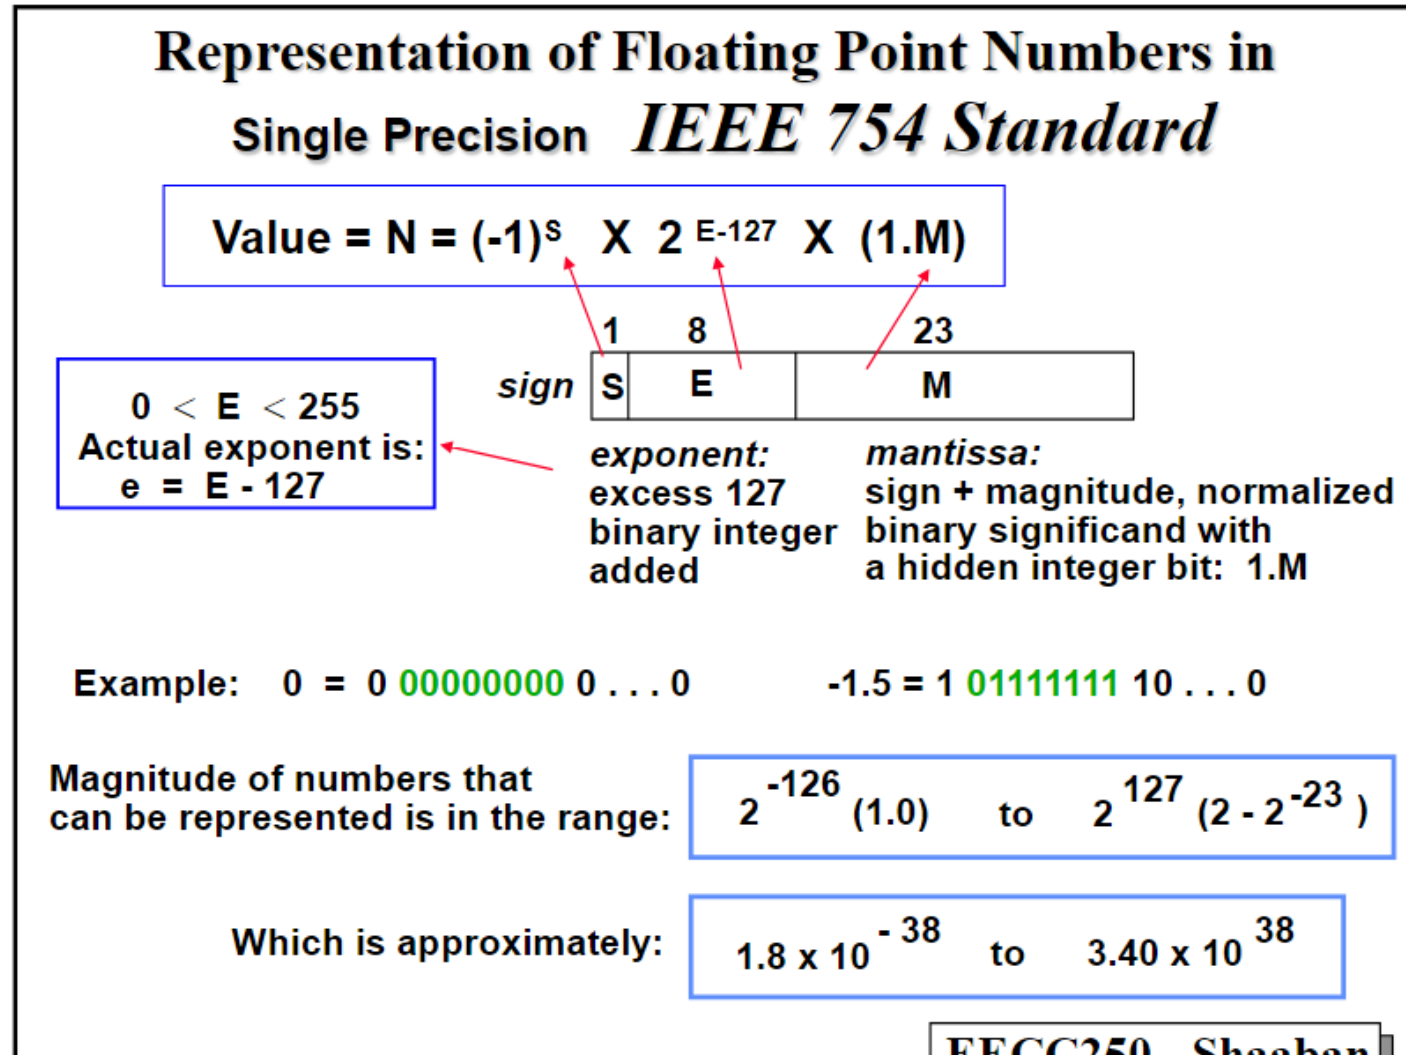 Representation of Floating Point Numbers in
Single Precision IEEE 754 Standard
Value = N = (-1)S X 2 E-127 X (1.M)
1 8 23
sign S E M
0 < E < 255
Actual exponent is:
e = E - 127
exponent:
excess 127
binary integer
added
mantissa:
sign + magnitude, normalized
binary significand with
a hidden integer bit: 1.M
Example: 0 = 0 00000000 0 . . . 0 -1.5 = 1 01111111 10 . . . 0
Magnitude of numbers that
can be represented is in the range:
2 -126 (1.0) to 2 127 (2 - 2 -23 )
Which is approximately:
1.8 x 10 - 38 to 3.40 x 10 38
EECC250 - Shaaban